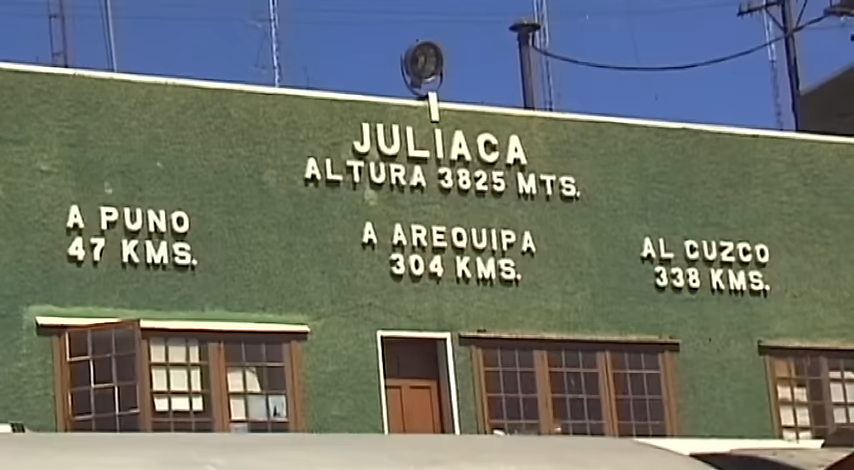 JULIACA
ALTURA 3825 MTS.
A PUNO
47 KMS.
A AREQUIPA
304 KMS.
AL CUZCO
338 KMS.